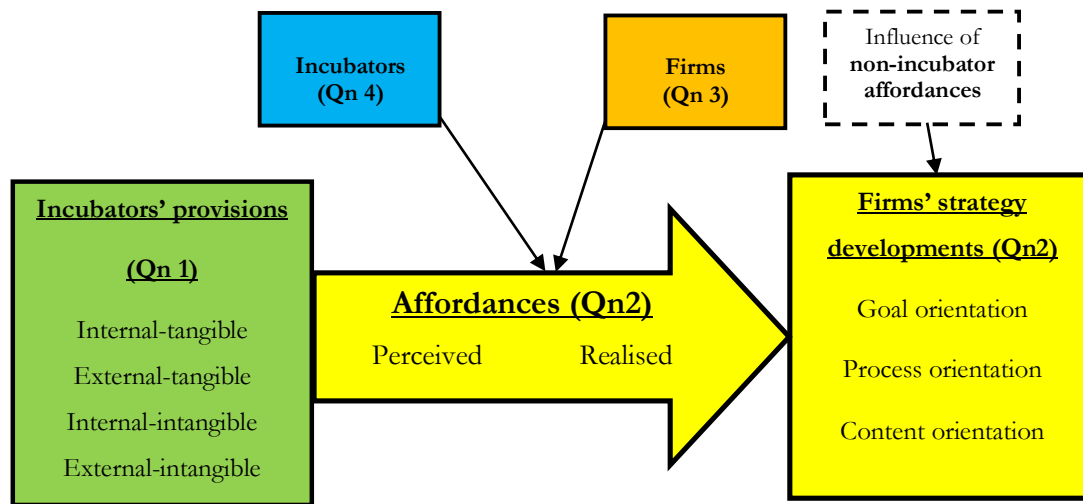 Incubators
(Qn 4)
Firms
(Qn 3)
Influence of
non-incubator
affordances
Incubators’ provisions
(Qn 1)
Internal-tangible
External-tangible
Internal-intangible
External-intangible
Affordances (Qn2)
Perceived Realised
Firms’ strategy
developments (Qn2)
Goal orientation
Process orientation
Content orientation